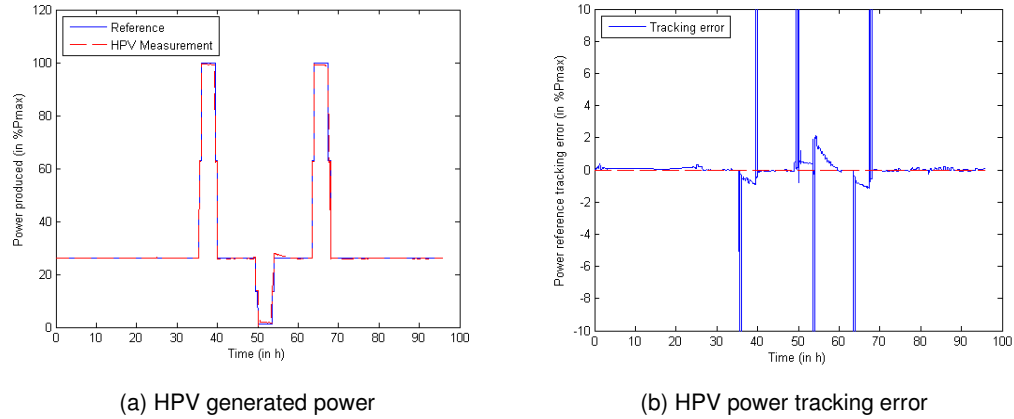 Reference
HPV Measurement
120
100
80
60
40
20
0
Power produced (in %Pmax)
0 10 20 30 40 50 60 70 80 90 100
Time (in h)
(a) HPV generated power
Tracking error
10
8
6
4
2
0
-2
-4
-6
-8
-10
Power reference tracking error (in %Pmax)
0 10 20 30 40 50 60 70 80 90 100
Time (in h)
(b) HPV power tracking error